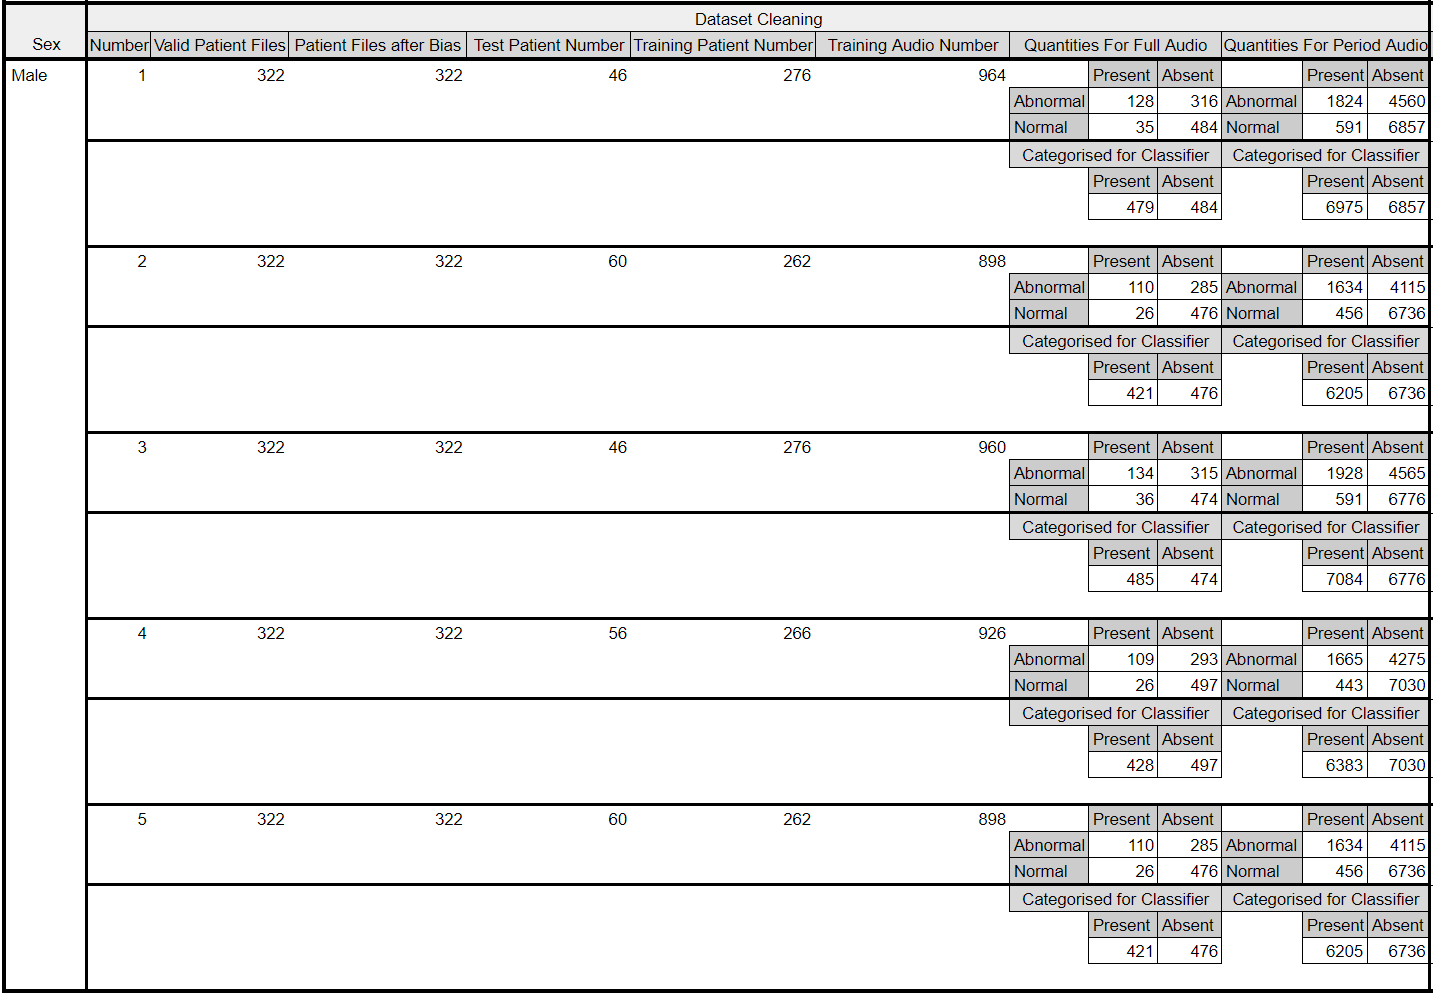 Dataset Cleaning
Sex Number Valid Patient Files Patient Files after Bias Test Patient Number Training Patient Number Training Audio Number Quantities For Full Audio Quantities For Period Audio
Male 1 322 322 46 276 964 Present Absent Present Absent
Abnormal 128 316 Abnormal 1824 4560
Normal 35 484 Normal 591 6857
Categorised for Classifier Categorised for Classifier
Present Absent Present Absent
479 484 6975 6857
2 322 322 60 262 898 Present Absent Present Absent
Abnormal 110 285 Abnormal 1634 4115
Normal 26 476 Normal 456 6736
Categorised for Classifier Categorised for Classifier
Present Absent Present Absent
421 476 6205 6736
3 322 322 46 276 960 Present Absent Present Absent
Abnormal 134 315 Abnormal 1928 4565
Normal 36 474 Normal 591 6776
Categorised for Classifier Categorised for Classifier
Present Absent Present Absent
485 474 7084 6776
4 322 322 56 266 926 Present Absent Present Absent
Abnormal 109 293 Abnormal 1665 4275
Normal 26 497 Normal 443 7030
Categorised for Classifier Categorised for Classifier
Present Absent Present Absent
428 497 6383 7030
5 322 322 60 262 898 Present Absent Present Absent
Abnormal 110 285 Abnormal 1634 4115
Normal 26 476 Normal 456 6736
Categorised for Classifier Categorised for Classifier
Present Absent Present Absent
421 476 6205 6736